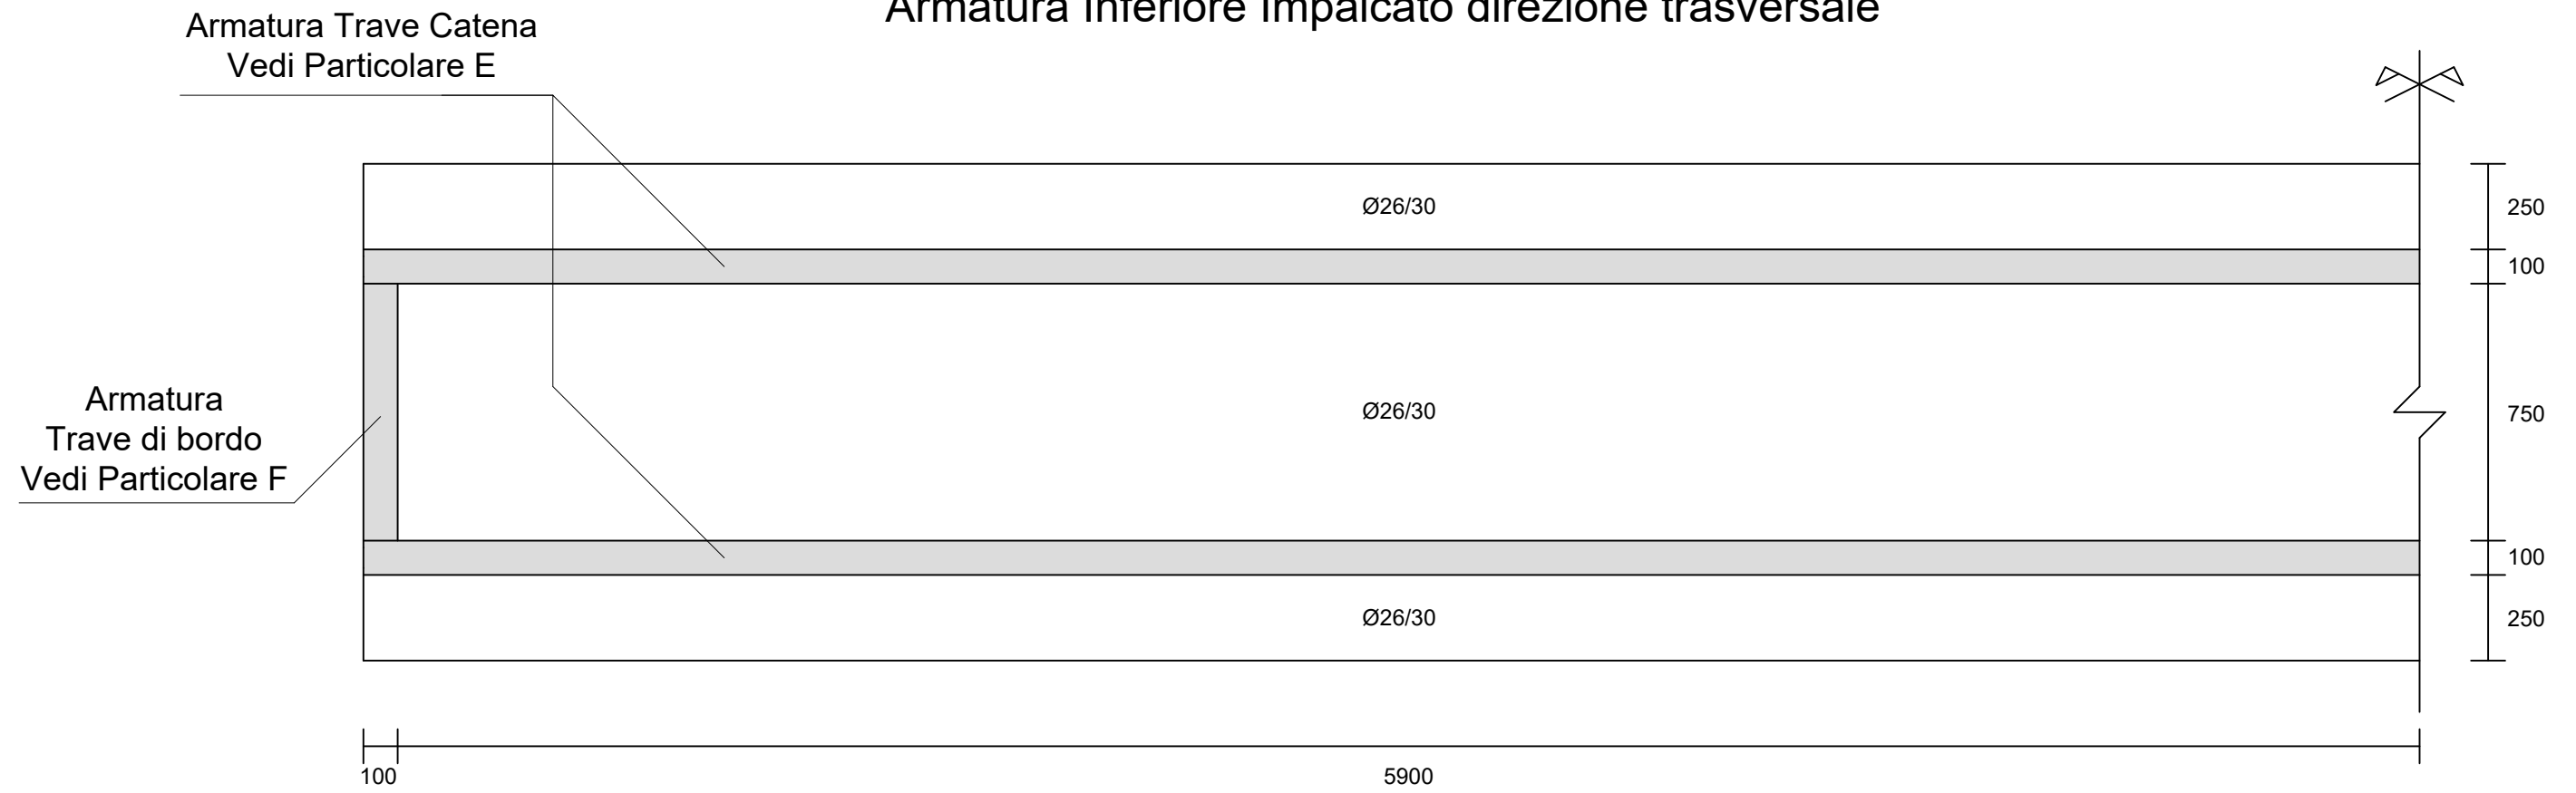 Armatura Inferiore Impalcato direzione trasversale
Armatura Trave Catena
Vedi Particolare E
Ø26/30
250
100
Ø26/30
750
Armatura
Trave di bordo
Vedi Particolare F
100
Ø26/30
250
100
5900